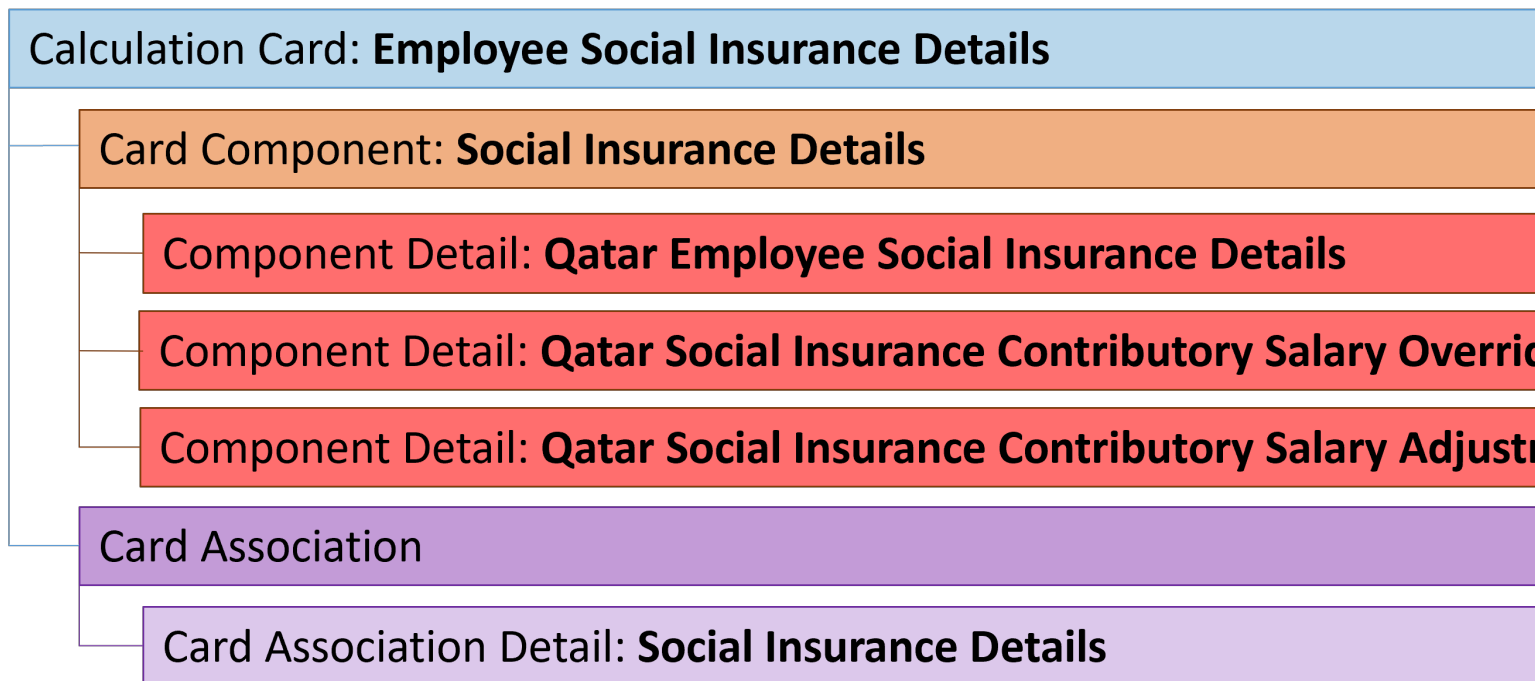 Calculation Card: Employee Social Insurance Details
Card Component: Social Insurance Details
Component Detail: Qatar Employee Social Insurance Details
Component Detail: Qatar Social Insurance Contributory Salary
Component Detail: Qatar Social Insurance Contributory Salary
Card Association
Card Association Detail: Social Insurance Details